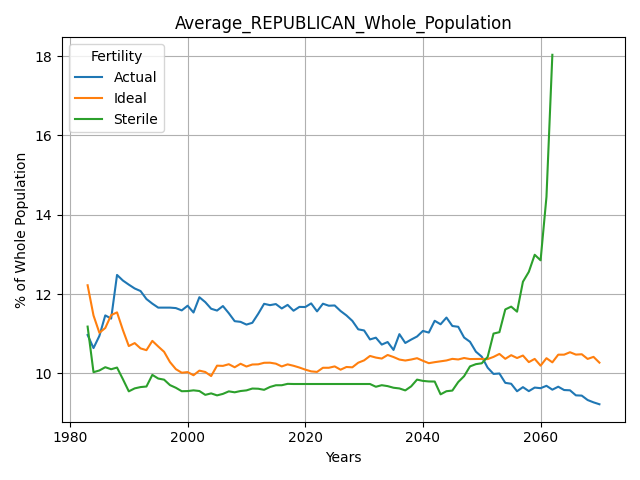 Average_REPUBLICAN_Whole_Population
Fertility
Actual
Ideal
Sterile
% of Whole Population
18
16
14
12
10
1980
2000
2020
2040
2060
Years